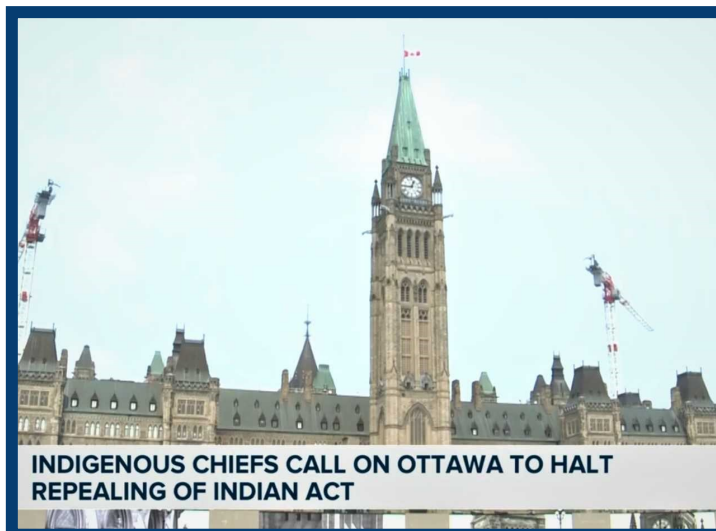 INDIGENOUS CHIEFS CALL ON OTTAWA TO HALT
REPEALING OF INDIAN ACT